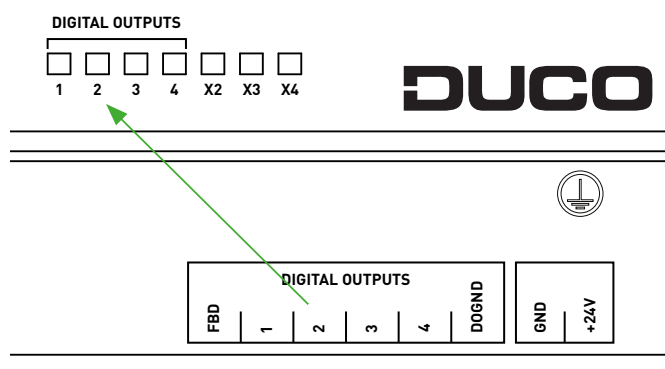 DIGITAL OUTPUTS
1 2 3 4 X2 X3 X4
DUCO
DIGITAL OUTPUTS
FBD 1 2 3 4 DOGND GND +24V